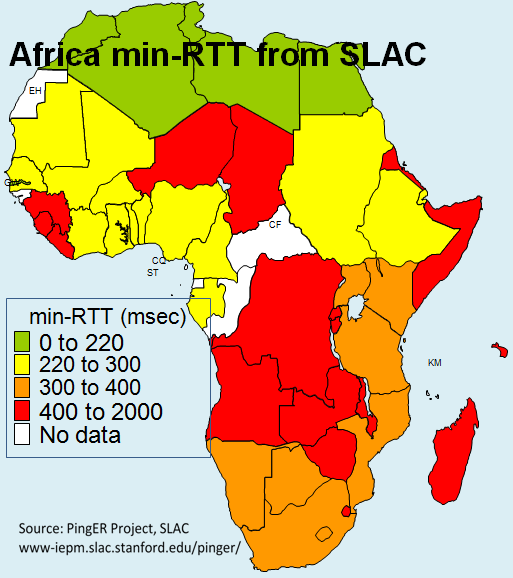 Africa min-RTT from SLAC
EH
CF
CQ
ST
KM
min-RTT (msec)
0 to 220
220 to 300
300 to 400
400 to 2000
No data
Source: PingER Project, SLAC
www-iepm.slac.stanford.edu/pinger/